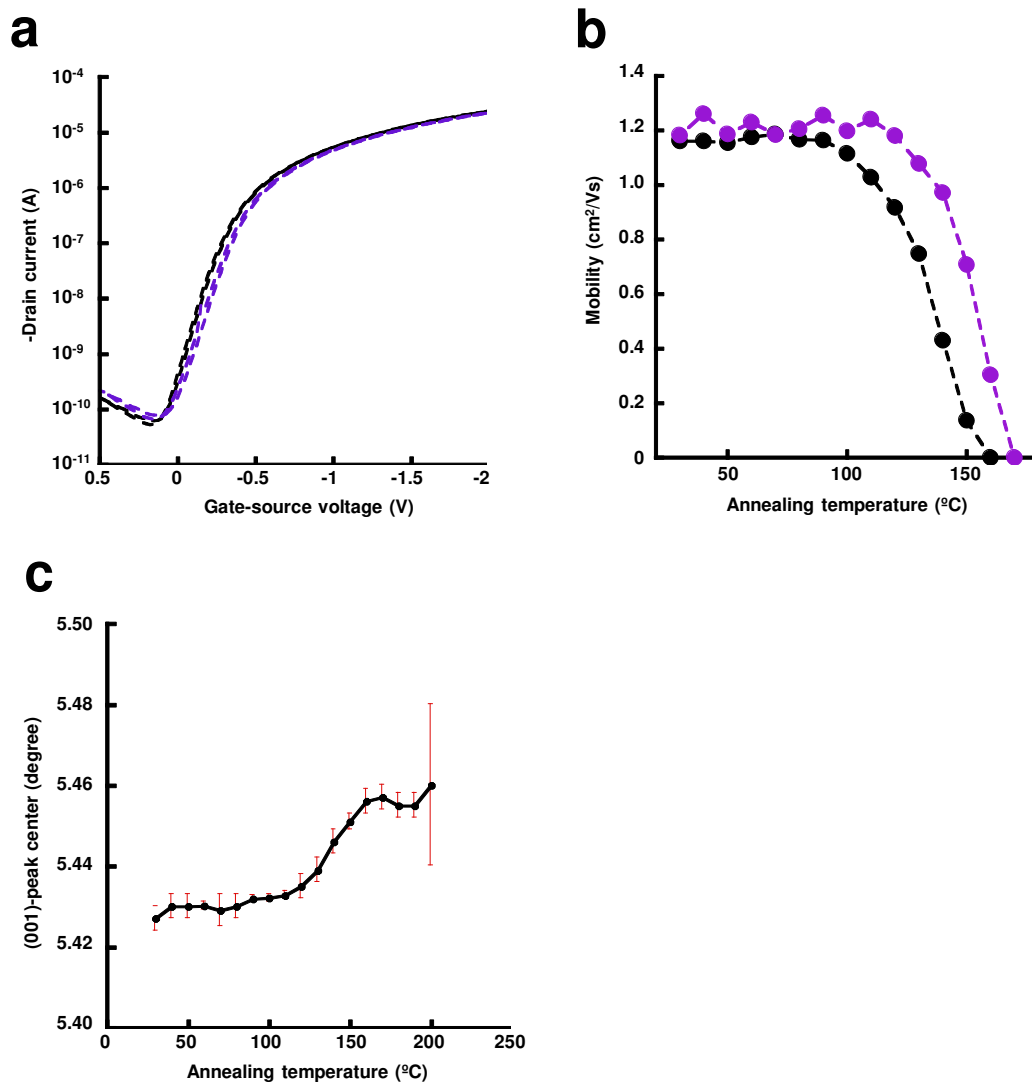 a
10-4
10-5
10-6
10-7
10-8
10-9
10-10
10-11
-Drain current (A)
0.5 0 -0.5 -1 -1.5 -2
Gate-source voltage (V)
b
1.4
1.2
1.0
0.8
0.6
0.4
0.2
0
Mobility (cm²/Vs)
50 100 150
Annealing temperature (ºC)
c
5.50
5.48
5.46
5.44
5.42
5.40
(001)-peak center (degree)
0 50 100 150 200 250
Annealing temperature (ºC)